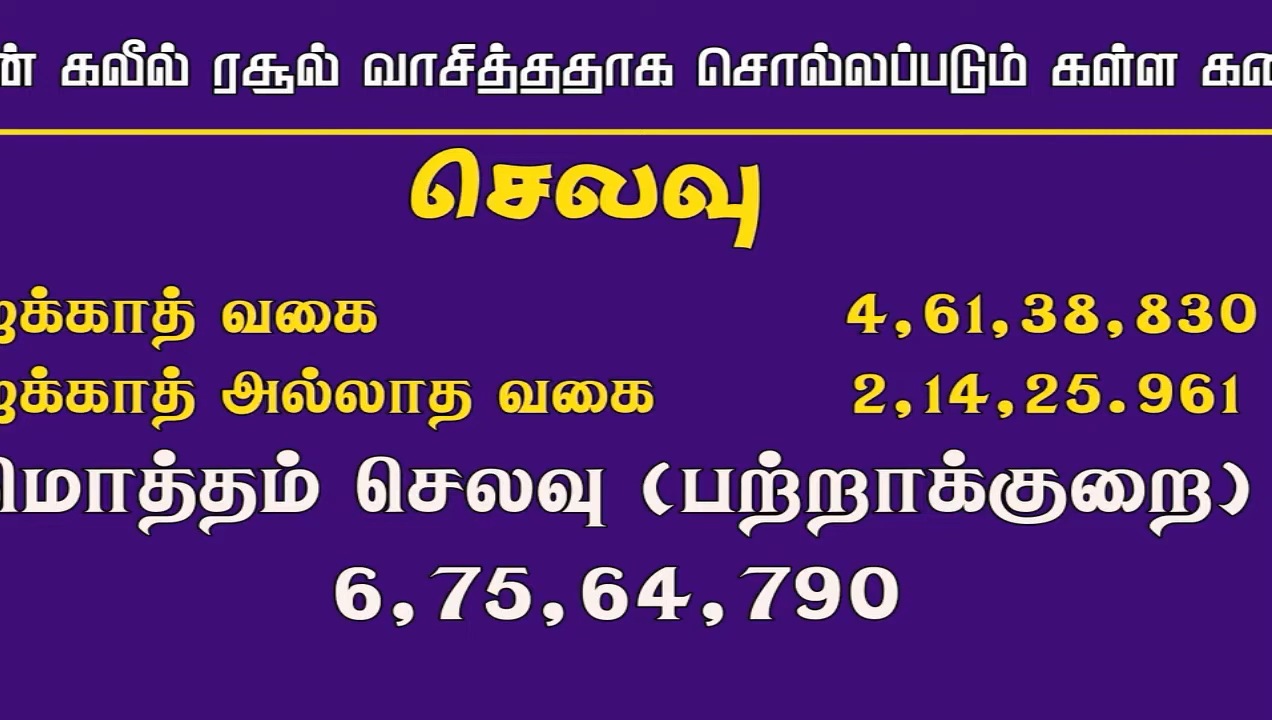 கலீல் ரசூல் வாசித்ததாக சொல்லப்படும் கள்ள
செலவு
ஜக்காத் வகை 4,61,38,830
ஜக்காத் அல்லாத வகை 2,14,25.961
மொத்தம் செலவு (பற்றாக்குறை)
6,75,64,790